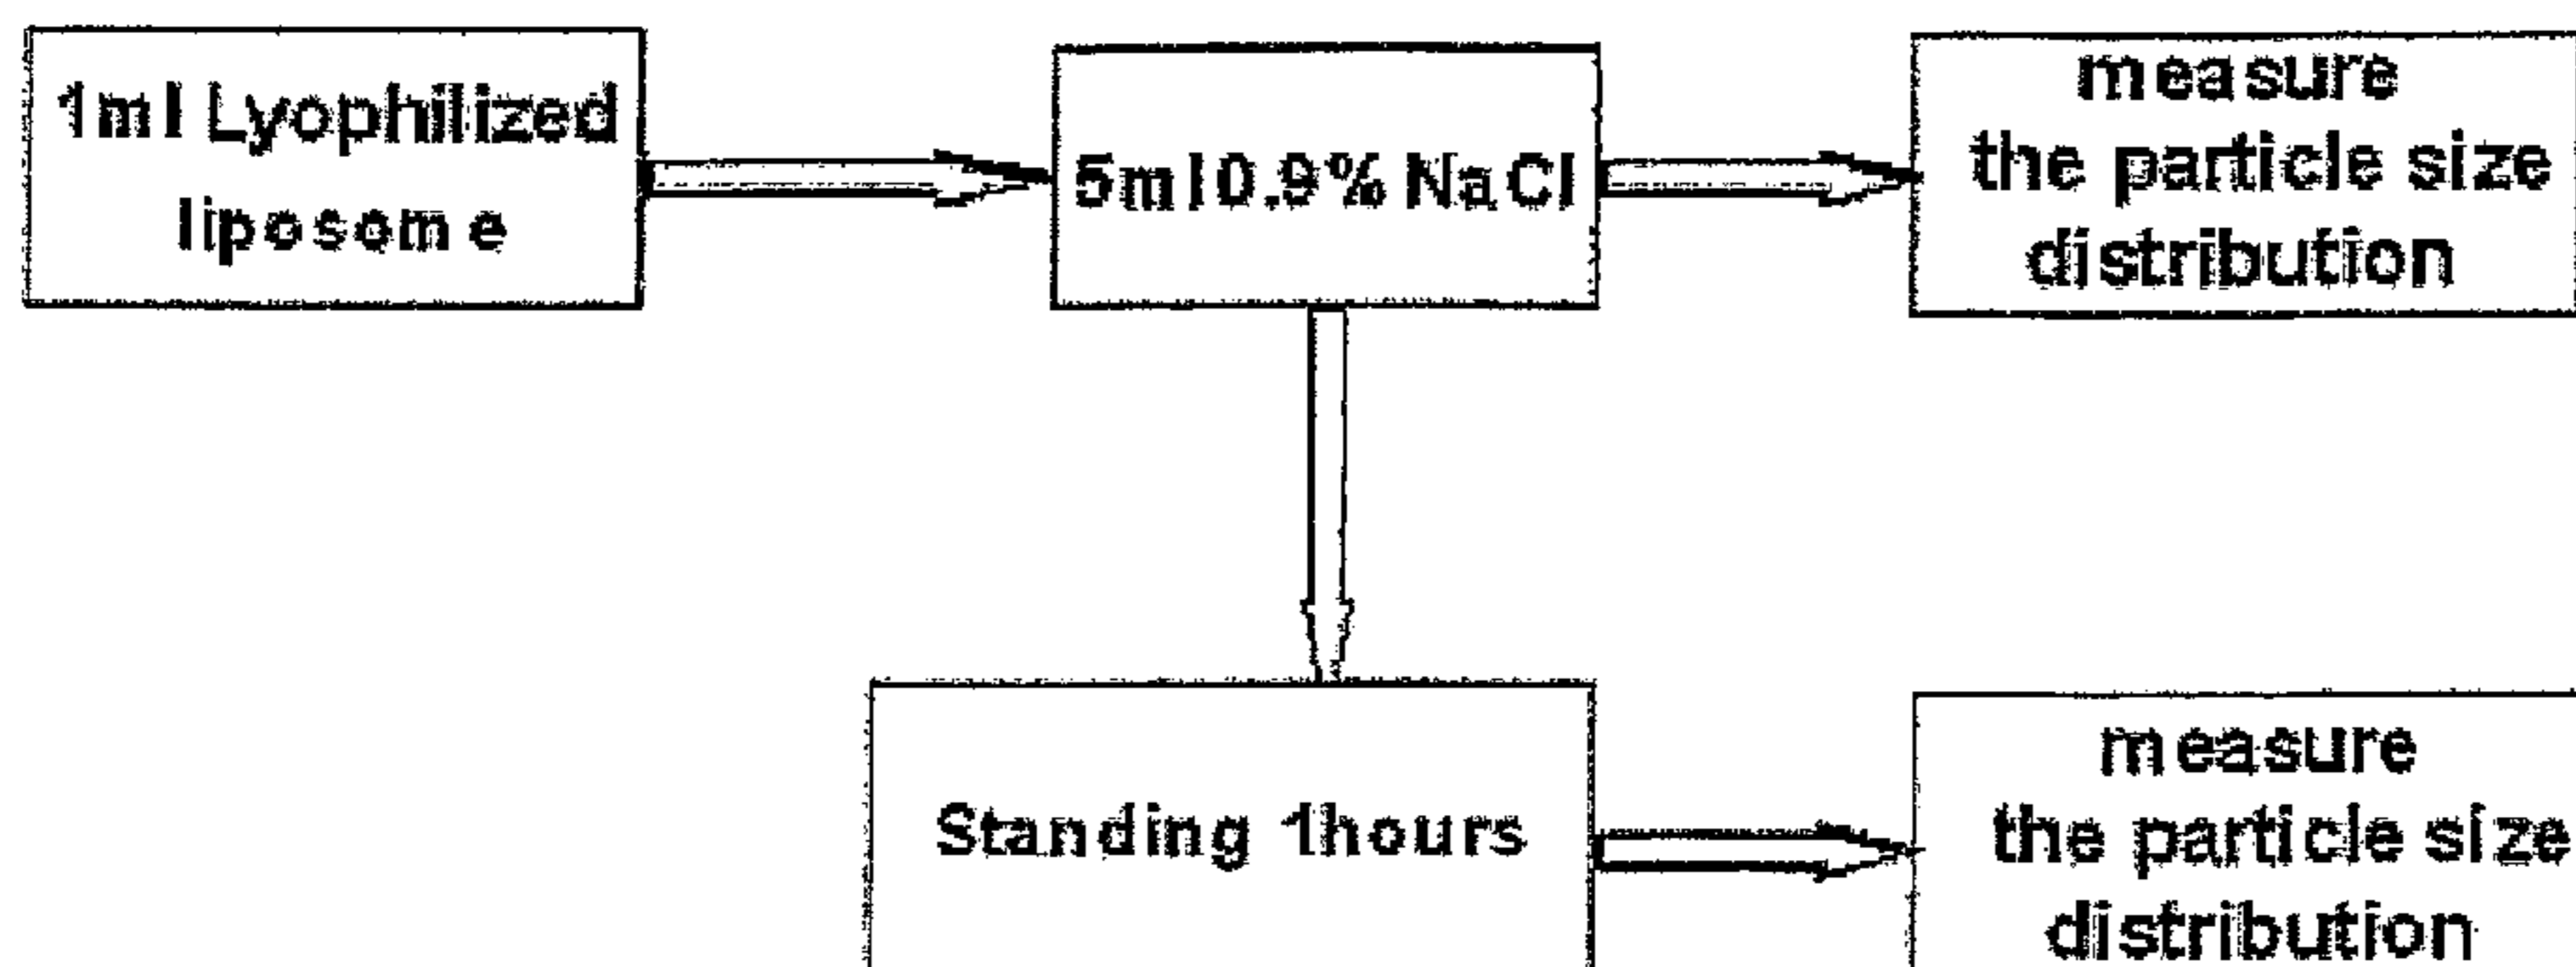 1ml Lyophilized
liposome
5ml0.9% NaCl
measure
the particle size
distribution
Standing 1hours
measure
the particle size
distribution